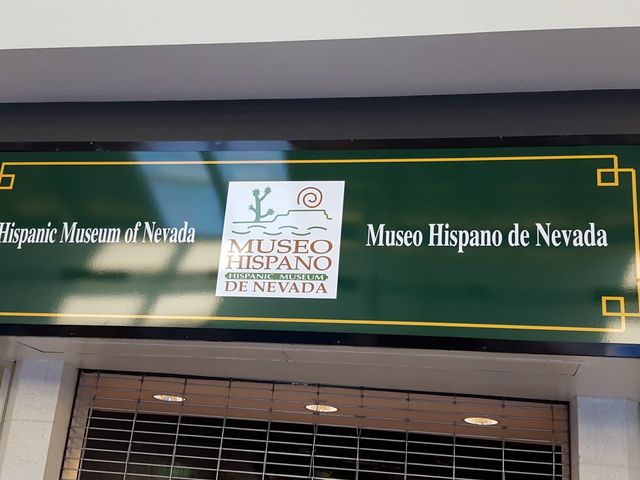 Hispanic Museum of Nevada
MUSEO
HISPANO
HISPANIC MUSEUM
DE NEVADA
Museo Hispano de Nevada